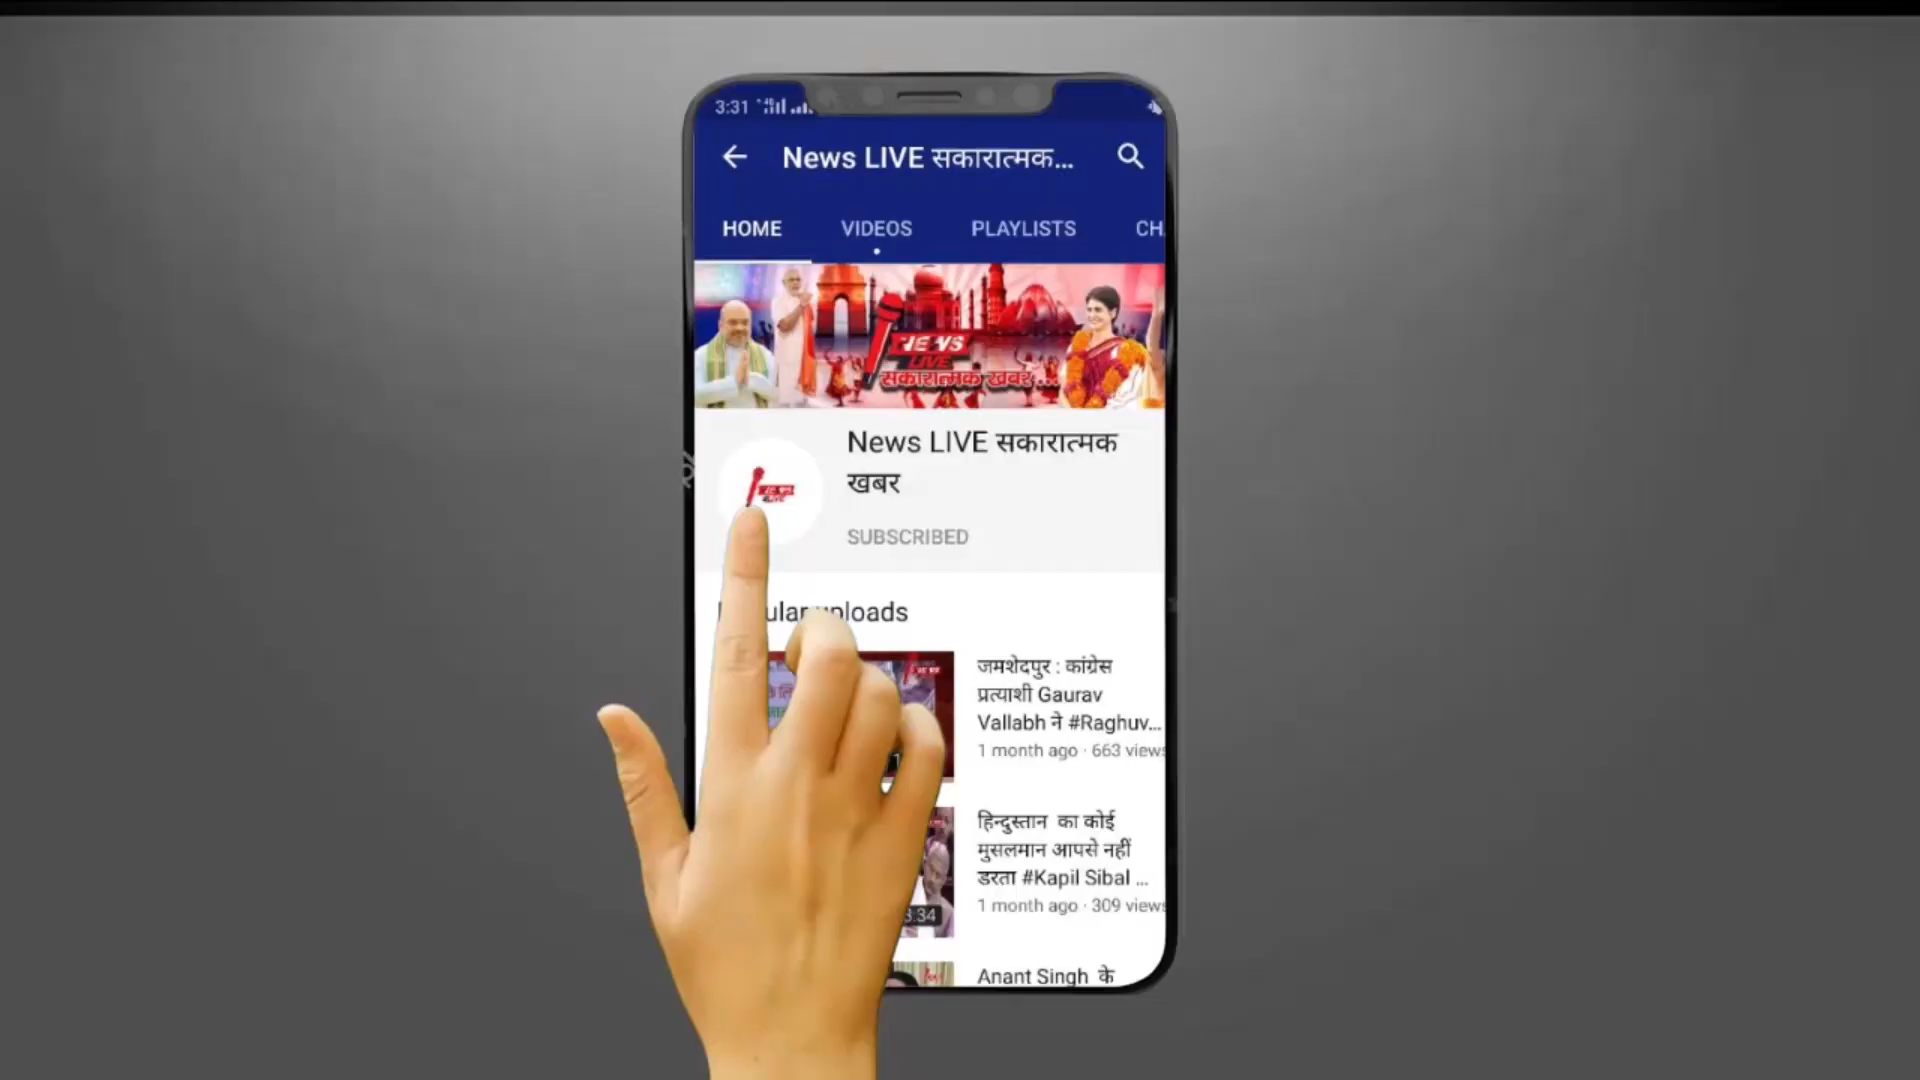 3:31
News LIVE सकारात्मक...
HOME VIDEOS PLAYLISTS CH
NEWS
LIVE
सकारात्मक खबर ...
News LIVE सकारात्मक
खबर
SUBSCRIBED
uploads
जमशेदपुर : कांग्रेस
प्रत्याशी Gaurav
Vallabh ने #Raghuv...
1 month ago · 663 views
हिन्दुस्तान का कोई
मुसलमान आपसे नहीं
डरता #Kapil Sibal ...
1 month ago · 309 views
3:34
Anant Singh के